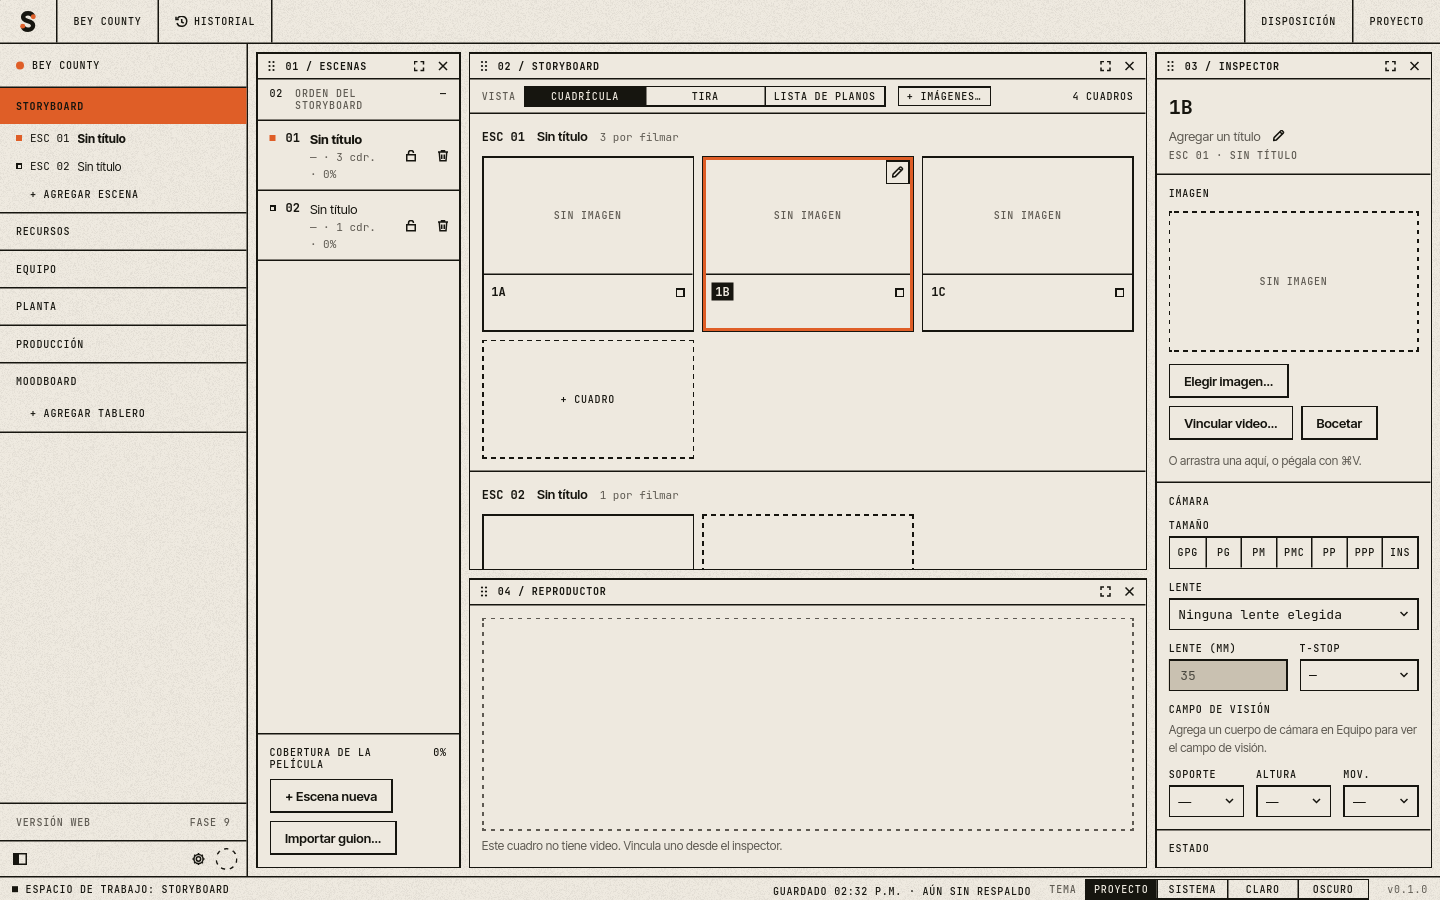 S
BEY COUNTY
HISTORIAL
DISPOSICIÓN
PROYECTO
BEY COUNTY
STORYBOARD
ESC 01 Sin título
ESC 02 Sin título
+ AGREGAR ESCENA
RECURSOS
EQUIPO
PLANTA
PRODUCCIÓN
MOODBOARD
+ AGREGAR TABLERO
VERSIÓN WEB FASE 9
01 / ESCENAS
02 ORDEN DEL —
STORYBOARD
01 Sin título
— · 3 cdr.
· 0%
02 Sin título
— · 1 cdr.
· 0%
COBERTURA DE LA 0%
PELÍCULA
+ Escena nueva
Importar guion...
02 / STORYBOARD
VISTA CUADRÍCULA TIRA LISTA DE PLANOS + IMÁGENES… 4 CUADROS
ESC 01 Sin título 3 por filmar
SIN IMAGEN SIN IMAGEN SIN IMAGEN
1A 1B 1C
+ CUADRO
ESC 02 Sin título 1 por filmar
04 / REPRODUCTOR
Este cuadro no tiene video. Vincula uno desde el inspector.
03 / INSPECTOR
1B
Agregar un título
ESC 01 · SIN TÍTULO
IMAGEN
SIN IMAGEN
Elegir imagen...
Vincular video... Bocetar
O arrastra una aquí, o pégala con ⌘V.
CÁMARA
TAMAÑO
GPG PG PM PMC PP PPP INS
LENTE
Ninguna lente elegida
LENTE (MM) T-STOP
35 —
CAMPO DE VISIÓN
Agrega un cuerpo de cámara en Equipo para ver
el campo de visión.
SOPORTE ALTURA MOV.
— — —
ESTADO
ESPACIO DE TRABAJO: STORYBOARD
GUARDADO 02:32 P.M. · AÚN SIN RESPALDO
TEMA PROYECTO SISTEMA CLARO OSCURO v0.1.0